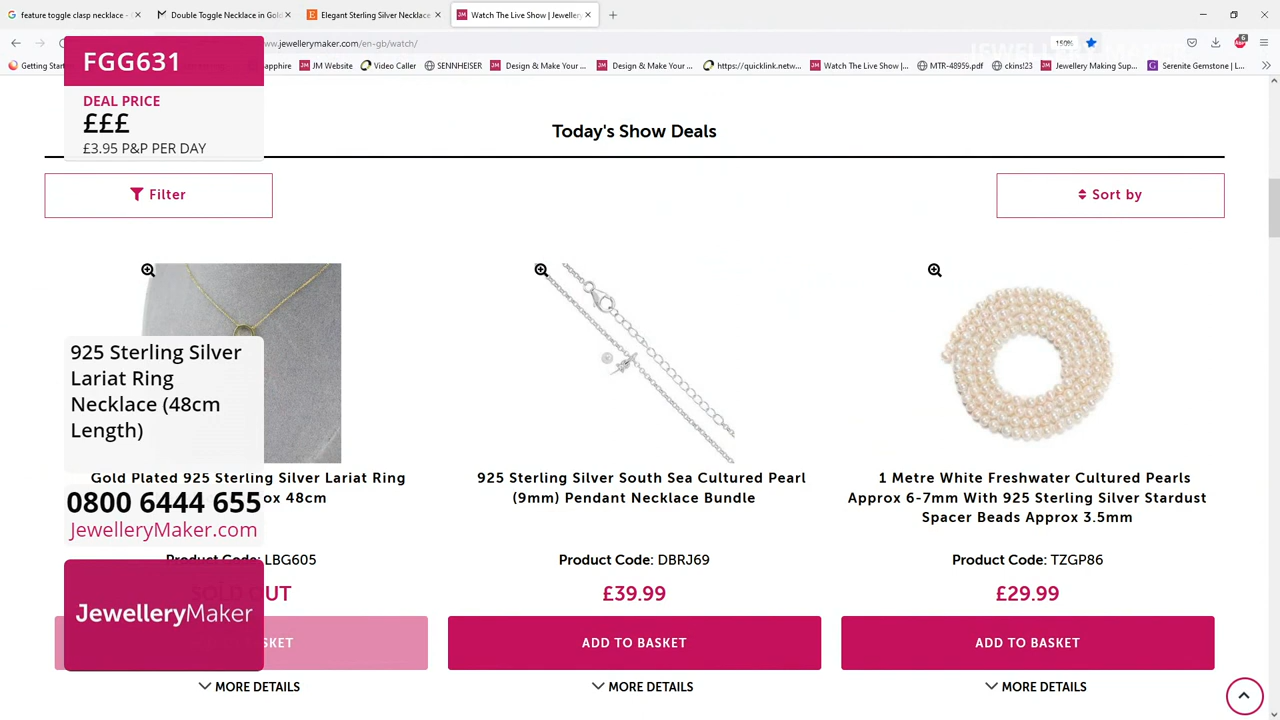 feature toggle clasp necklace -
Double Toggle Necklace in Gold
Elegant Sterling Silver Necklace
Watch The Live Show | Jewellery
.jewellerymaker.com/en-gb/watch/
150%
JEWELLERYMAKER
Getting Start
apphire
JM Website
Video Caller
SENNHEISER
Design & Make Your ...
Design & Make Your ...
https://quicklink.netw...
Watch The Live Show |...
MTR-48959.pdf
ckins!23
Jewellery Making Sup...
Serenite Gemstone | L...
FGG631
DEAL PRICE
£££
£3.95 P&P PER DAY
Today's Show Deals
Filter
Sort by
925 Sterling Silver
Lariat Ring
Necklace (48cm
Length)
Gold Plated 925 Sterling Silver Lariat Ring
ox 48cm
925 Sterling Silver South Sea Cultured Pearl
(9mm) Pendant Necklace Bundle
1 Metre White Freshwater Cultured Pearls
Approx 6-7mm With 925 Sterling Silver Stardust
Spacer Beads Approx 3.5mm
0800 6444 655
JewelleryMaker.com
Product Code: LBG605
Product Code: DBRJ69
Product Code: TZGP86
SOLD OUT
£39.99
£29.99
JewelleryMaker
SKET
ADD TO BASKET
ADD TO BASKET
MORE DETAILS
MORE DETAILS
MORE DETAILS